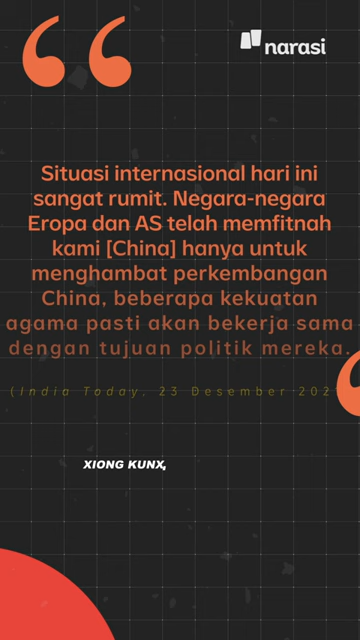 narasi
Situasi internasional hari ini
sangat rumit. Negara-negara
Eropa dan AS telah memfitnah
kami [China] hanya untuk
menghambat perkembangan
China, beberapa kekuatan
agama pasti akan bekerja sama
dengan tujuan politik mereka.
(India Today, 23 Desember 202
XIONG KUNX,